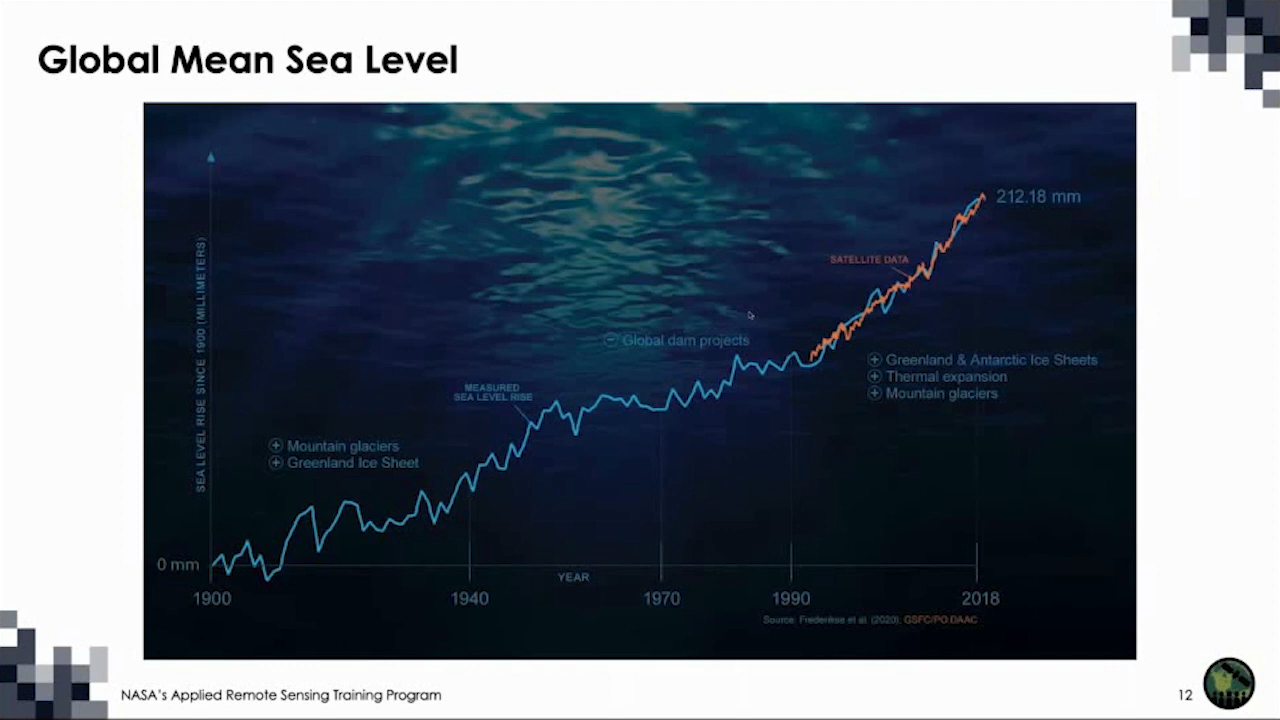 Global Mean Sea Level
SEA LEVEL RISE SINCE 1900 (MILLIMETERS)
212.18 mm
SATELLITE DATA
Global dam projects
Greenland & Antarctic Ice Sheets
Thermal expansion
Mountain glaciers
MEASURED
SEA LEVEL RISE
Mountain glaciers
Greenland Ice Sheet
0 mm
YEAR
1900
1940
1970
1990
2018
Source: Frederikse et al. (2020), GSFC/PO.DAAC
NASA's Applied Remote Sensing Training Program
12